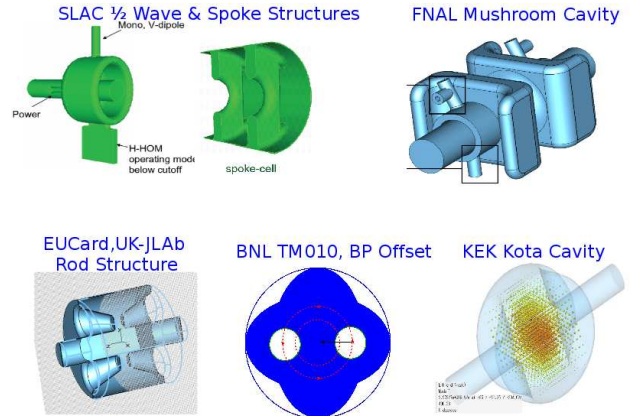 SLAC ½ Wave & Spoke Structures
FNAL Mushroom Cavity
Mono, V-dipole
Power
H-HOM
operating mode
below cutoff
spoke-cell
EUCard,UK-JLAb
Rod Structure
BNL TM010, BP Offset
KEK Kota Cavity